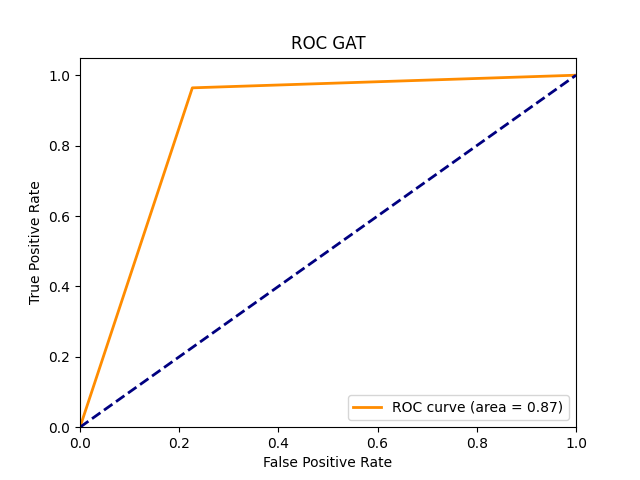 ROC GAT
True Positive Rate
1.0
0.8
0.6
0.4
0.2
0.0
ROC curve (area = 0.87)
0.0 0.2 0.4 0.6 0.8 1.0
False Positive Rate